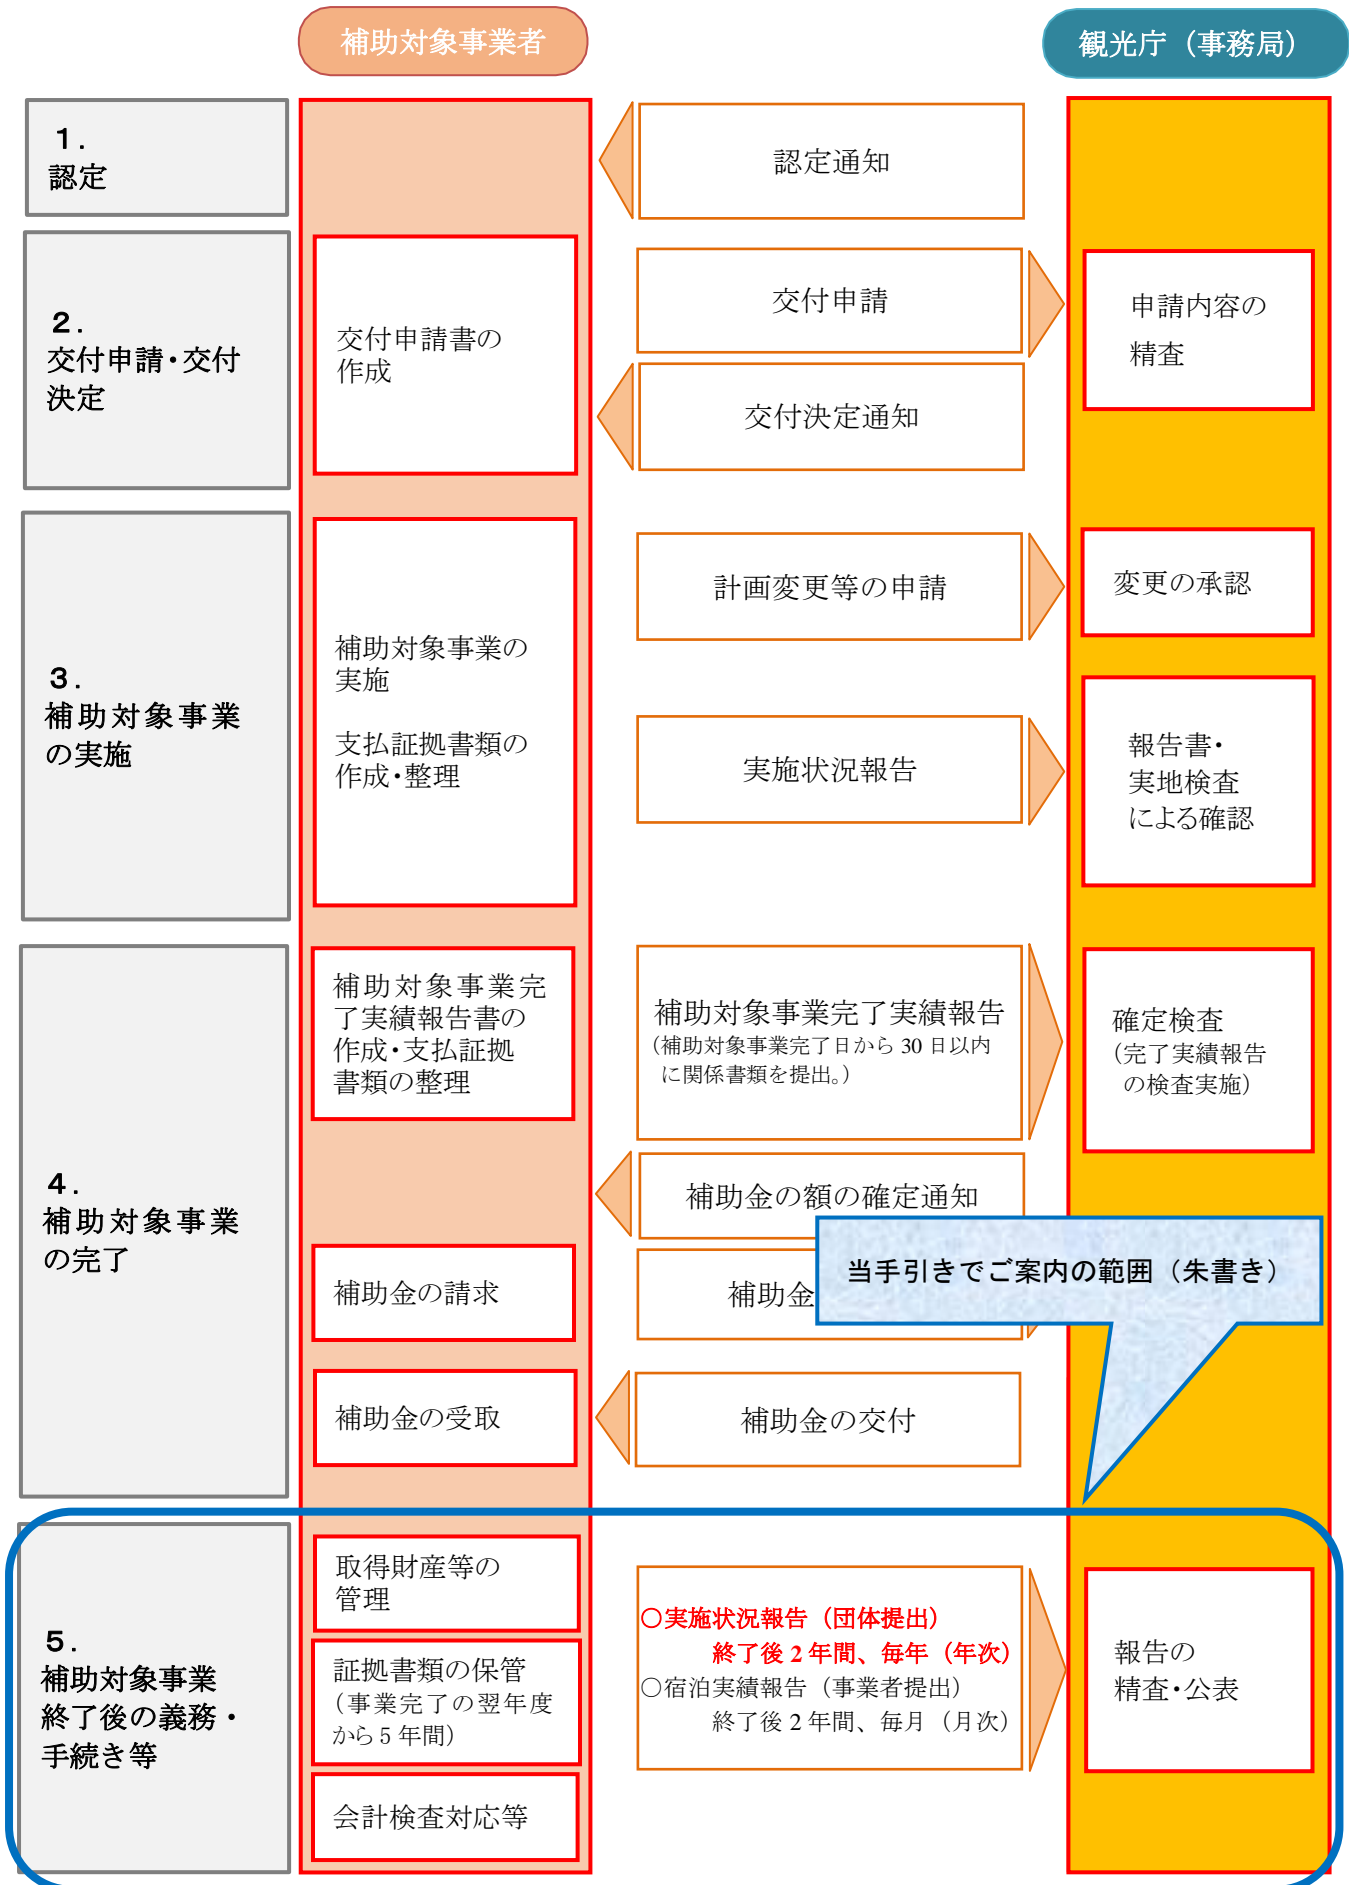 補助対象事業者
観光庁（事務局）
１．
認定
認定通知
２．
交付申請・交付
決定
交付申請書の
作成
交付申請
申請内容の
精査
交付決定通知
３．
補助対象事業
の実施
補助対象事業の
実施
支払証拠書類の
作成・整理
計画変更等の申請
変更の承認
実施状況報告
報告書・
実地検査
による確認
４．
補助対象事業
の完了
補助対象事業完
了実績報告書の
作成・支払証拠
書類の整理
補助対象事業完了実績報告
（補助対象事業完了日から 30 日以内
に関係書類を提出。）
確定検査
（完了実績報告
の検査実施）
補助金の額の確定通知
当手引きでご案内の範囲（朱書き）
補助金の請求
補助金
補助金の受取
補助金の交付
５．
補助対象事業
終了後の義務・
手続き等
取得財産等の
管理
証拠書類の保管
（事業完了の翌年度
から 5 年間）
会計検査対応等
○実施状況報告（団体提出）
終了後 2 年間、毎年（年次）
○宿泊実績報告（事業者提出）
終了後 2 年間、毎月（月次）
報告の
精査・公表